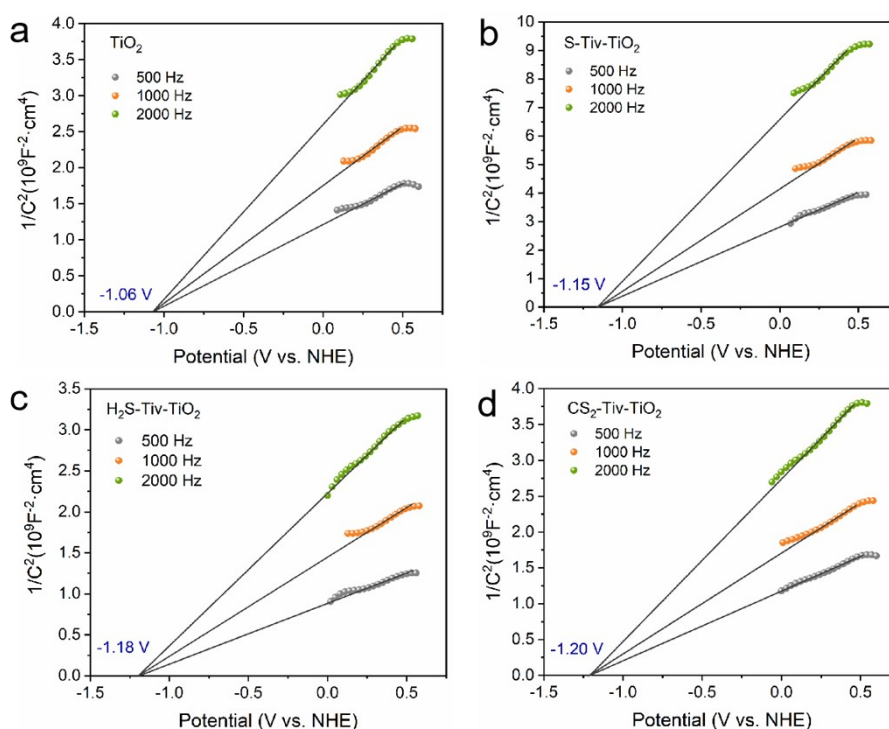 a
TiO₂
500 Hz
1000 Hz
2000 Hz
-1.06 V
1/C²(10⁹F⁻²·cm⁴)
4.0
3.5
3.0
2.5
2.0
1.5
1.0
0.5
0.0
-1.5 -1.0 -0.5 0.0 0.5
Potential (V vs. NHE)
b
S-Tiv-TiO₂
500 Hz
1000 Hz
2000 Hz
-1.15 V
1/C²(10⁹F⁻²·cm⁴)
10
9
8
7
6
5
4
3
2
1
0
-1.5 -1.0 -0.5 0.0 0.5
Potential (V vs. NHE)
c
H₂S-Tiv-TiO₂
500 Hz
1000 Hz
2000 Hz
-1.18 V
1/C²(10⁹F⁻²·cm⁴)
3.5
3.0
2.5
2.0
1.5
1.0
0.5
0.0
-1.5 -1.0 -0.5 0.0 0.5
Potential (V vs. NHE)
d
CS₂-Tiv-TiO₂
500 Hz
1000 Hz
2000 Hz
-1.20 V
1/C²(10⁹F⁻²·cm⁴)
4.0
3.5
3.0
2.5
2.0
1.5
1.0
0.5
0.0
-1.5 -1.0 -0.5 0.0 0.5
Potential (V vs. NHE)